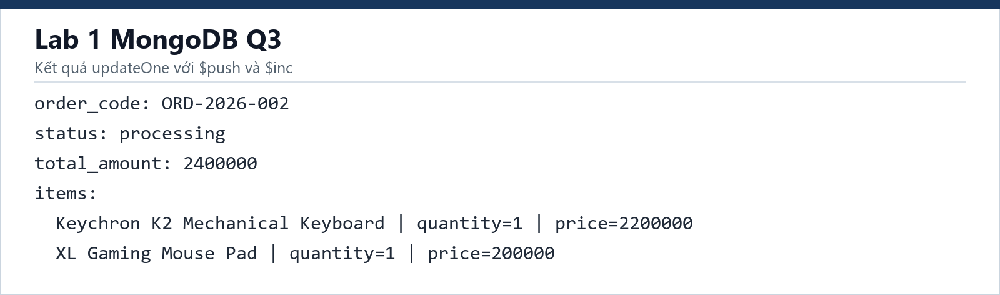 Lab 1 MongoDB Q3
Kết quả updateOne với $push và $inc
order_code: ORD-2026-002
status: processing
total_amount: 2400000
items:
  Keychron K2 Mechanical Keyboard | quantity=1 | price=2200000
  XL Gaming Mouse Pad | quantity=1 | price=200000